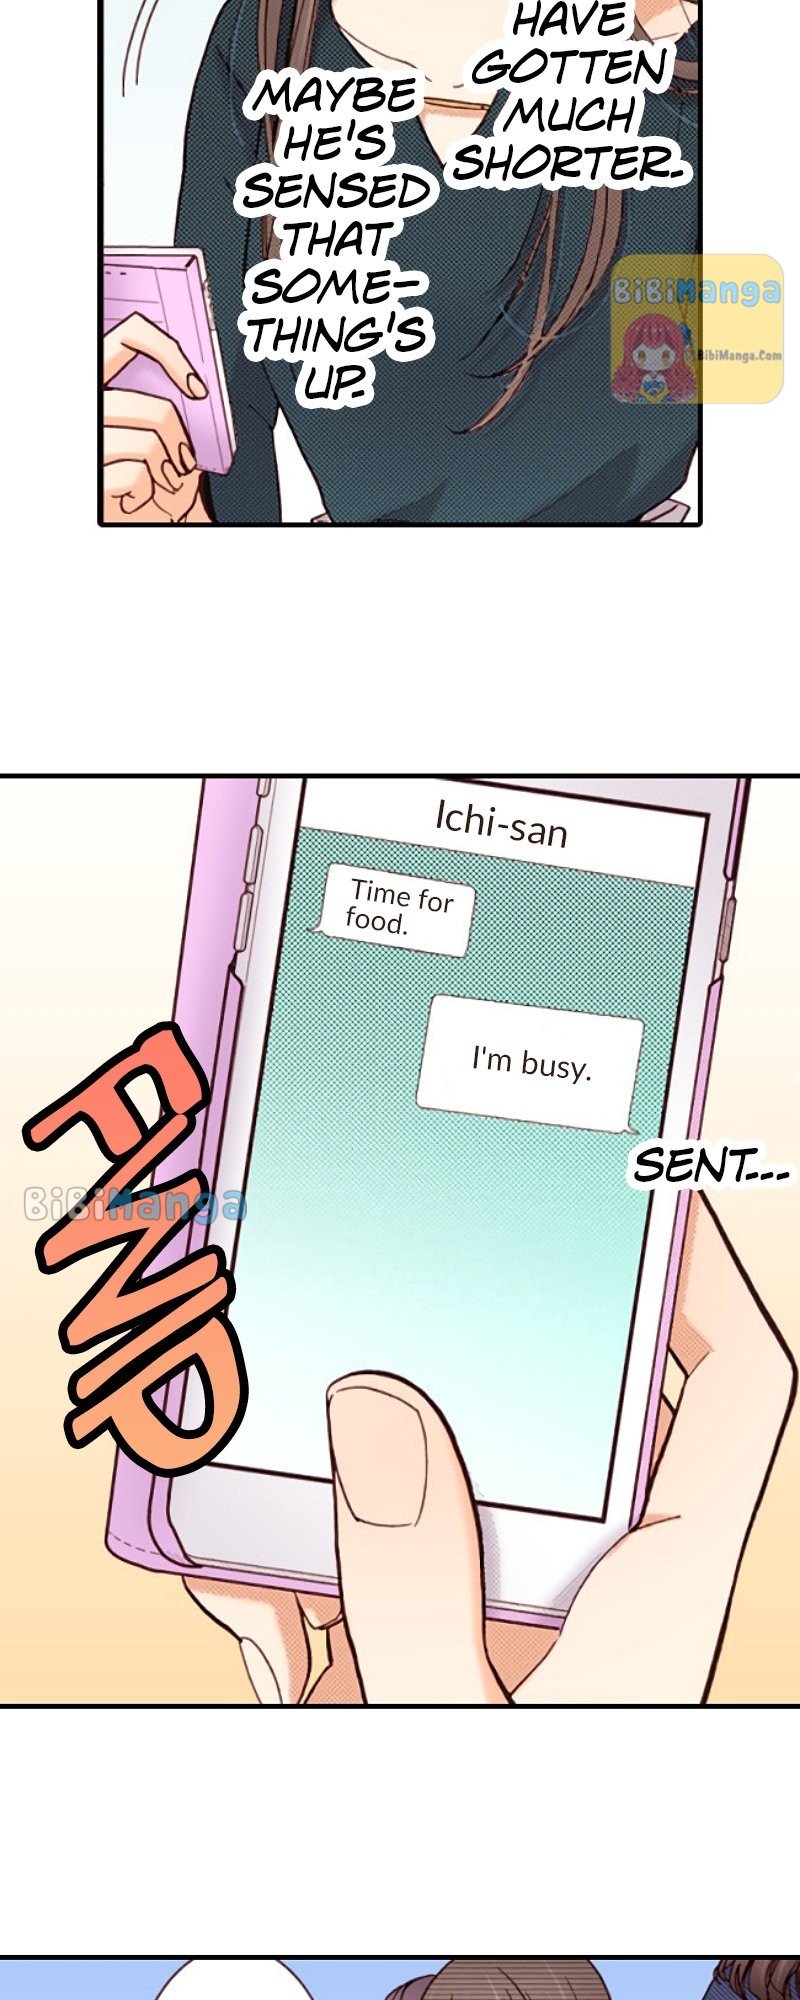 HAVE
GOTTEN
MUCH
SHORTER.
MAYBE
HE'S
SENSED
THAT
SOME-
THING'S
UP.
BiBiManga
BibiManga.Com
Ichi-san
Time for
food.
I'm busy.
SENT...
FWIP
BiBiManga